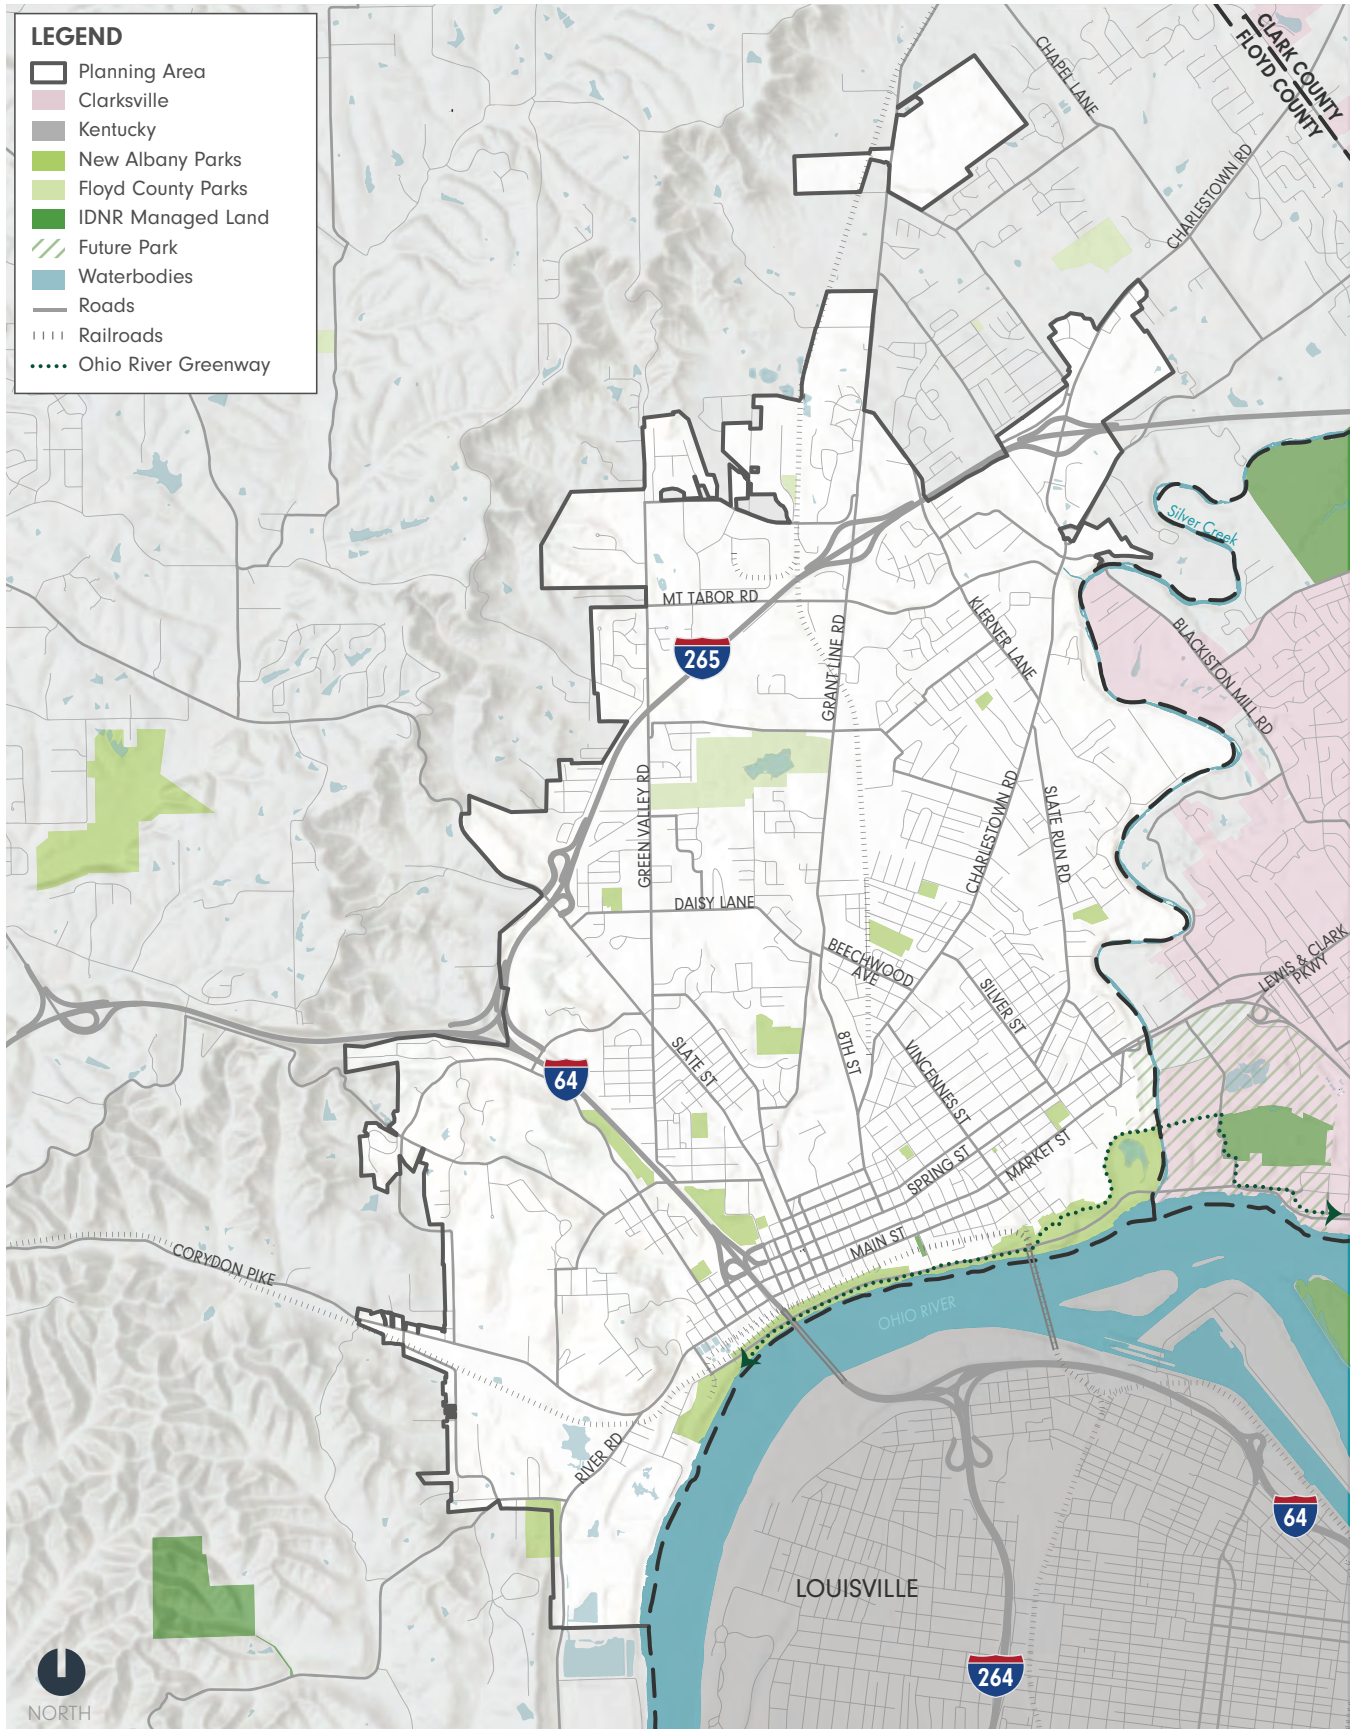 LEGEND
Planning Area
Clarksville
Kentucky
New Albany Parks
Floyd County Parks
IDNR Managed Land
Future Park
Waterbodies
Roads
Railroads
Ohio River Greenway
CLARK COUNTY
FLOYD COUNTY
CHAPEL LANE
CHARLESTOWN RD
Silver Creek
MT TABOR RD
KLERNER LANE
BLACKISTON MILL RD
265
GRANT LINE RD
GREEN VALLEY RD
CHARLESTOWN RD
SLATE RUN RD
DAISY LANE
BEECHWOOD
AVE
LEWIS & CLARK
PKWY
SILVER ST
SLATE ST
8TH ST
VINCENNES ST
64
SPRING ST
MARKET ST
MAIN ST
CORYDON PIKE
OHIO RIVER
RIVER RD
64
LOUISVILLE
264
NORTH